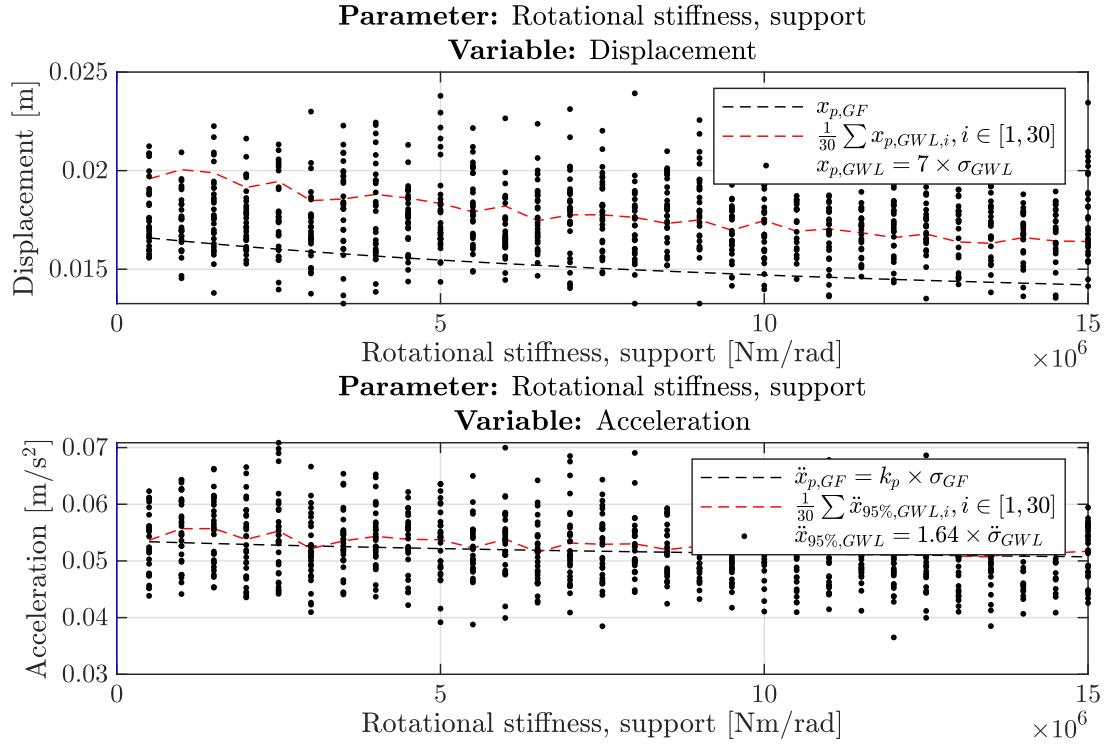 Parameter: Rotational stiffness, support
Variable: Displacement
0.025
0.02
0.015
Displacement [m]
x_{p,GF}
\frac{1}{30} ∑ x_{p,GWL,i}, i ∈ [1, 30]
x_{p,GWL} = 7 × σ_{GWL}
0 5 10 15
×10^6
Rotational stiffness, support [Nm/rad]
Parameter: Rotational stiffness, support
Variable: Acceleration
0.07
0.06
0.05
0.04
0.03
Acceleration [m/s²]
ẍ_{p,GF} = k_p × σ_{GF}
\frac{1}{30} ∑ ẍ_{95%,GWL,i}, i ∈ [1, 30]
ẍ_{95%,GWL} = 1.64 × σ̈_{GWL}
0 5 10 15
×10^6
Rotational stiffness, support [Nm/rad]